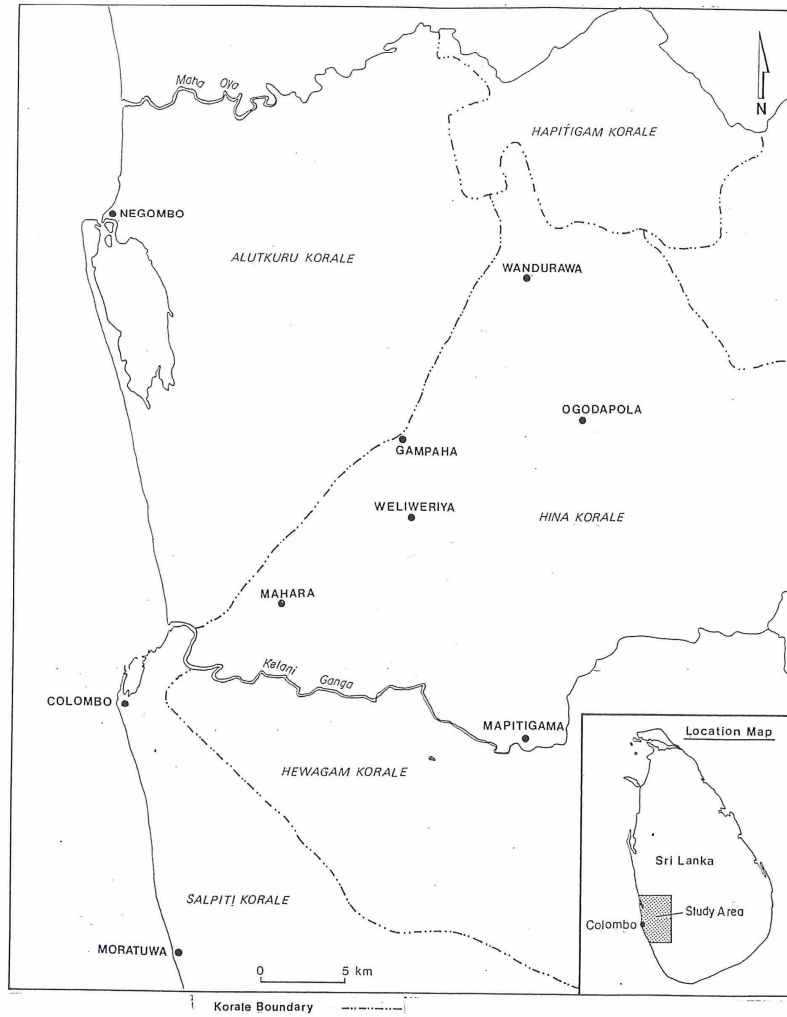 Maha Oya
N
HAPITIGAM KORALE
NEGOMBO
ALUTKURU KORALE
WANDURAWA
OGODAPOLA
GAMPAHA
WELIWERIYA
HINA KORALE
MAHARA
Kelani Ganga
COLOMBO
MAPITIGAMA
Location Map
HEWAGAM KORALE
Sri Lanka
SALPITI KORALE
Study Area
Colombo
MORATUWA
0 5 km
Korale Boundary